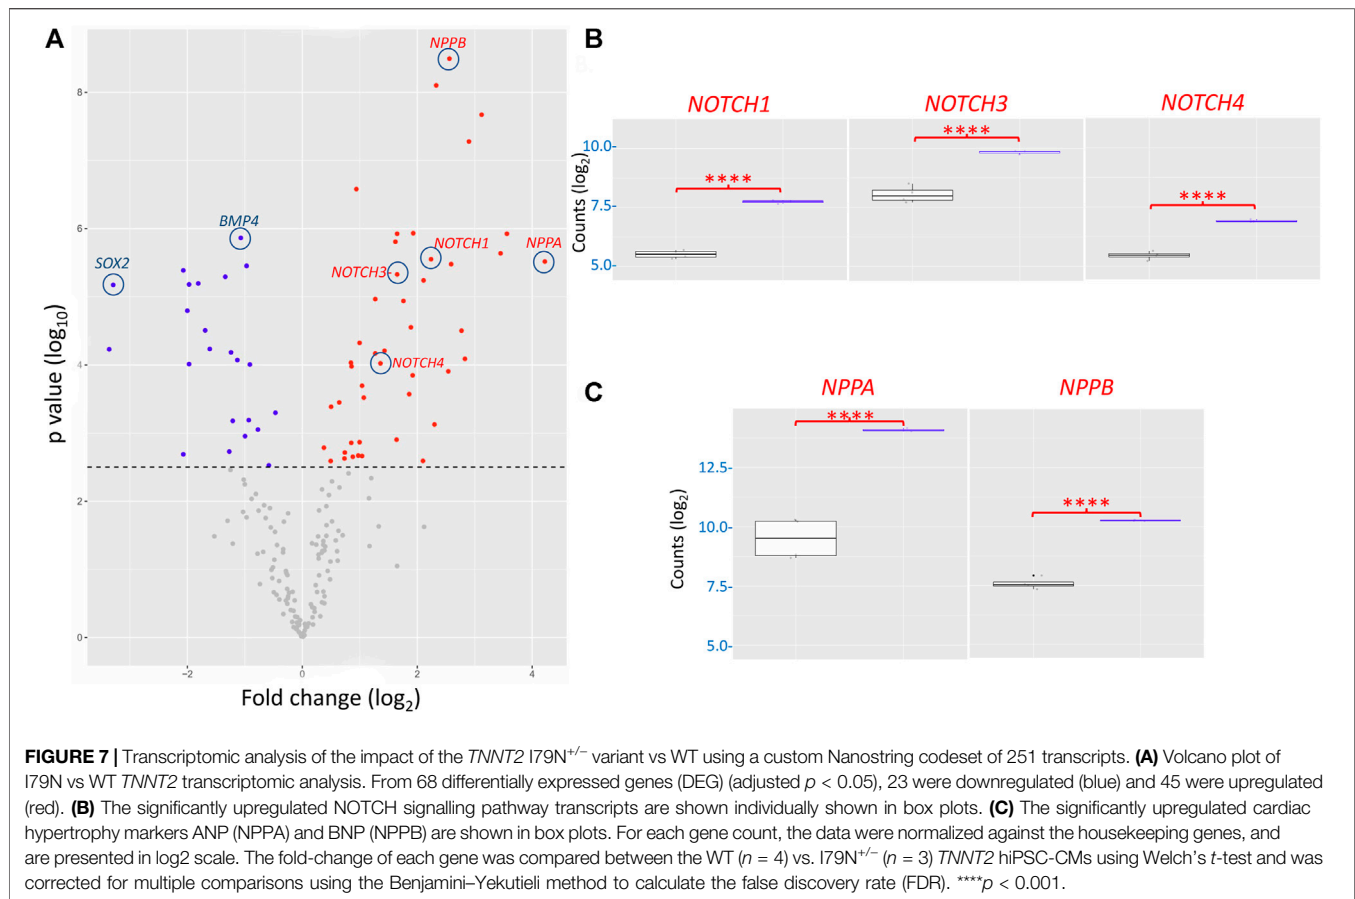 A
NPPB
8
6
4
2
0
BMP4
SOX2
NOTCH1
NPPA
NOTCH3
NOTCH4
p value (log10)
−2
0
2
4
Fold change (log2)
B
NOTCH1
NOTCH3
NOTCH4
Counts (log2)
10.0-
7.5-
5.0-
****
****
****
C
NPPA
NPPB
Counts (log2)
12.5-
10.0-
7.5-
5.0-
****
****
FIGURE 7 | Transcriptomic analysis of the impact of the TNNT2 I79N+/− variant vs WT using a custom Nanostring codeset of 251 transcripts. (A) Volcano plot of
I79N vs WT TNNT2 transcriptomic analysis. From 68 differentially expressed genes (DEG) (adjusted p < 0.05), 23 were downregulated (blue) and 45 were upregulated
(red). (B) The significantly upregulated NOTCH signalling pathway transcripts are shown individually shown in box plots. (C) The significantly upregulated cardiac
hypertrophy markers ANP (NPPA) and BNP (NPPB) are shown in box plots. For each gene count, the data were normalized against the housekeeping genes, and
are presented in log2 scale. The fold-change of each gene was compared between the WT (n = 4) vs. I79N+/− (n = 3) TNNT2 hiPSC-CMs using Welch's t-test and was
corrected for multiple comparisons using the Benjamini–Yekutieli method to calculate the false discovery rate (FDR). ****p < 0.001.